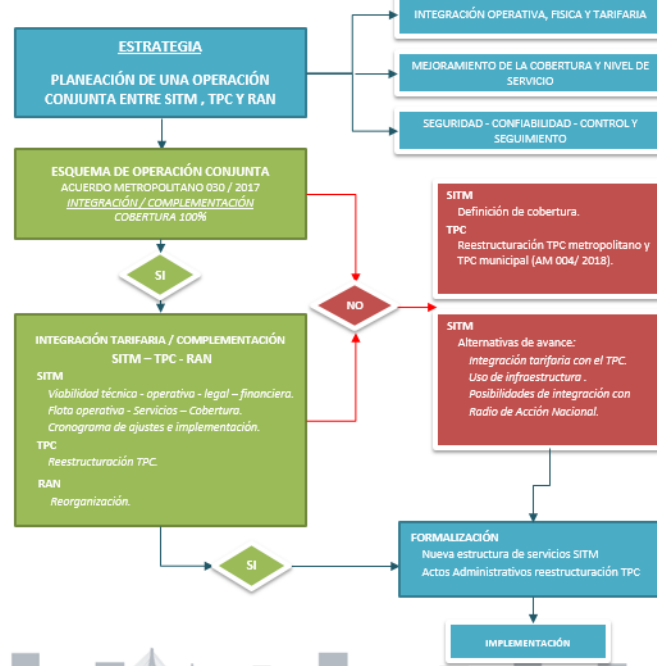 ESTRATEGIA
PLANEACIÓN DE UNA OPERACIÓN
CONJUNTA ENTRE SITM , TPC Y RAN
INTEGRACIÓN OPERATIVA, FISICA Y TARIFARIA
MEJORAMIENTO DE LA COBERTURA Y NIVEL DE
SERVICIO
SEGURIDAD - CONFIABILIDAD - CONTROL Y
SEGUIMIENTO
ESQUEMA DE OPERACIÓN CONJUNTA
ACUERDO METROPOLITANO 030 / 2017
INTEGRACIÓN / COMPLEMENTACIÓN
COBERTURA 100%
SI
NO
SITM
Definición de cobertura.
TPC
Reestructuración TPC metropolitano y
TPC municipal (AM 004/ 2018).
INTEGRACIÓN TARIFARIA / COMPLEMENTACIÓN
SITM – TPC - RAN
SITM
Viabilidad técnica - operativa - legal – financiera.
Flota operativa - Servicios – Cobertura.
Cronograma de ajustes e implementación.
TPC
Reestructuración TPC.
RAN
Reorganización.
SITM
Alternativas de avance:
Integración tarifaria con el TPC.
Uso de infraestructura .
Posibilidades de integración con
Radio de Acción Nacional.
SI
FORMALIZACIÓN
Nueva estructura de servicios SITM
Actos Administrativos reestructuración TPC
IMPLEMENTACIÓN